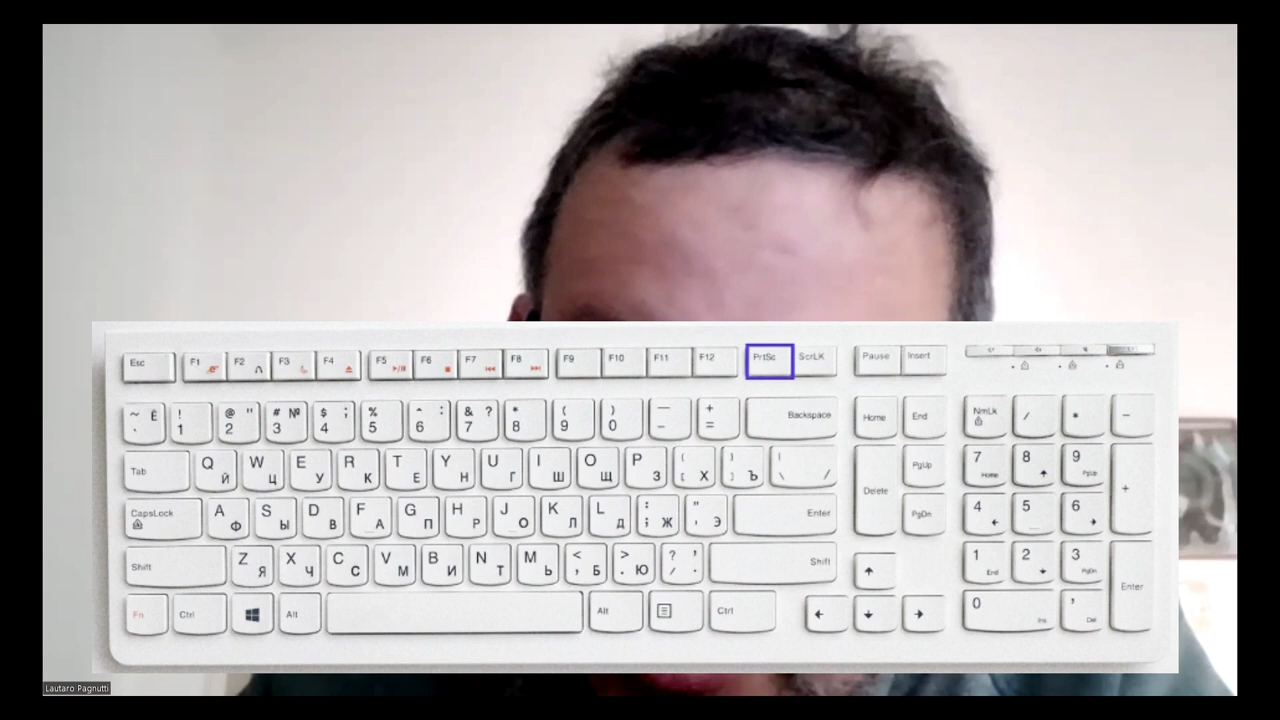 Esc F1 F2 F3 F4 F5 F6 F7 F8 F9 F10 F11 F12 PrtSc ScrLK Pause Insert
~ ` Ё ! 1 @ " 2 # № 3 $ ; 4 % 5 ^ : 6 & ? 7 * 8 ( 9 ) 0 — - + = Backspace Home End NmLk / * −
Tab Q Й W Ц E У R К T Е Y Н U Г I Ш O Щ P З { [ Х } ] Ъ | \ / Delete PgUp 7 Home 8 9 PgUp +
CapsLock A Ф S Ы D В F А G П H Р J О K Л L Д : ; Ж " ' Э Enter PgDn 4 5 6
Shift Z Я X Ч C С V М B И N Т M Ь < , Б > . Ю ? / . Shift 1 End 2 3 PgDn Enter
Fn Ctrl Alt Alt Ctrl 0 Ins , Del
Lautaro Pagnutti